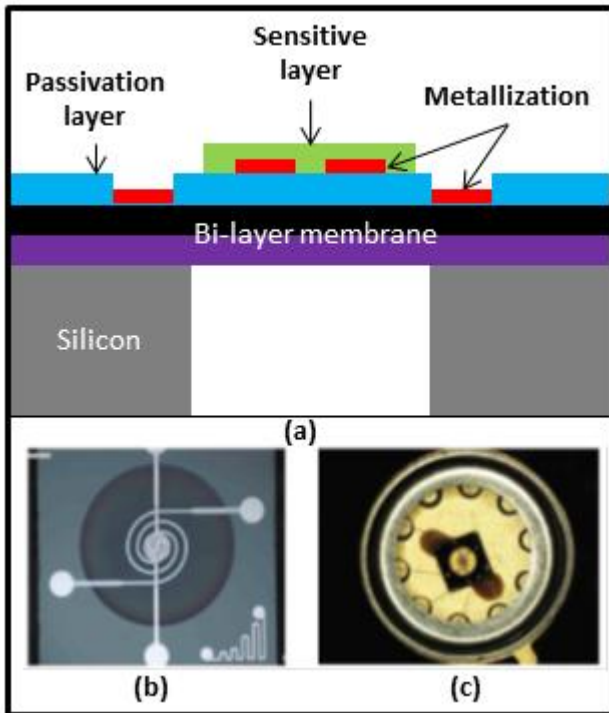 Sensitive
layer
Passivation
layer
Metallization
Bi-layer membrane
Silicon
(a)
(b)
(c)